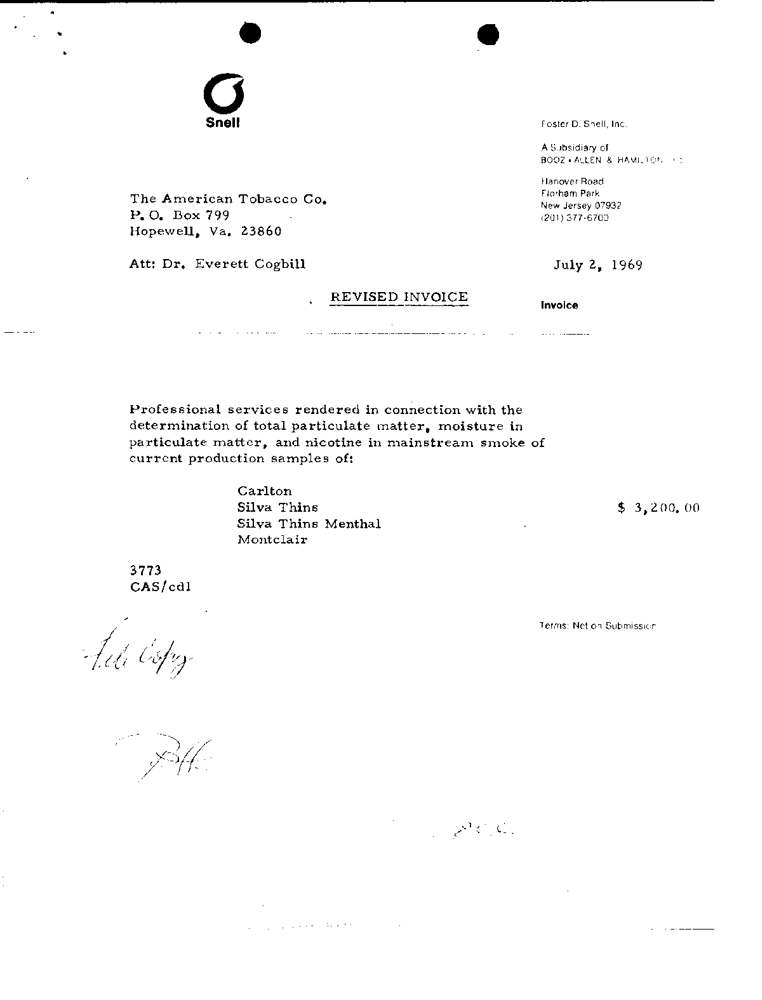 Snell
Foster D. Snell, Inc.
A Subsidiary of
BOOZ • ALLEN & HAMILTON
Hanover Road
Florham Park
New Jersey 07932
(201) 377-6700
The American Tobacco Co.
P. O. Box 799
Hopewell, Va. 23860
Att: Dr. Everett Cogbill
July 2, 1969
REVISED INVOICE
Invoice
Professional services rendered in connection with the
determination of total particulate matter, moisture in
particulate matter, and nicotine in mainstream smoke of
current production samples of:
Carlton
Silva Thins $ 3,200.00
Silva Thins Menthal
Montclair
3773
CAS/cdl
Terms: Net on Submission
File Copy